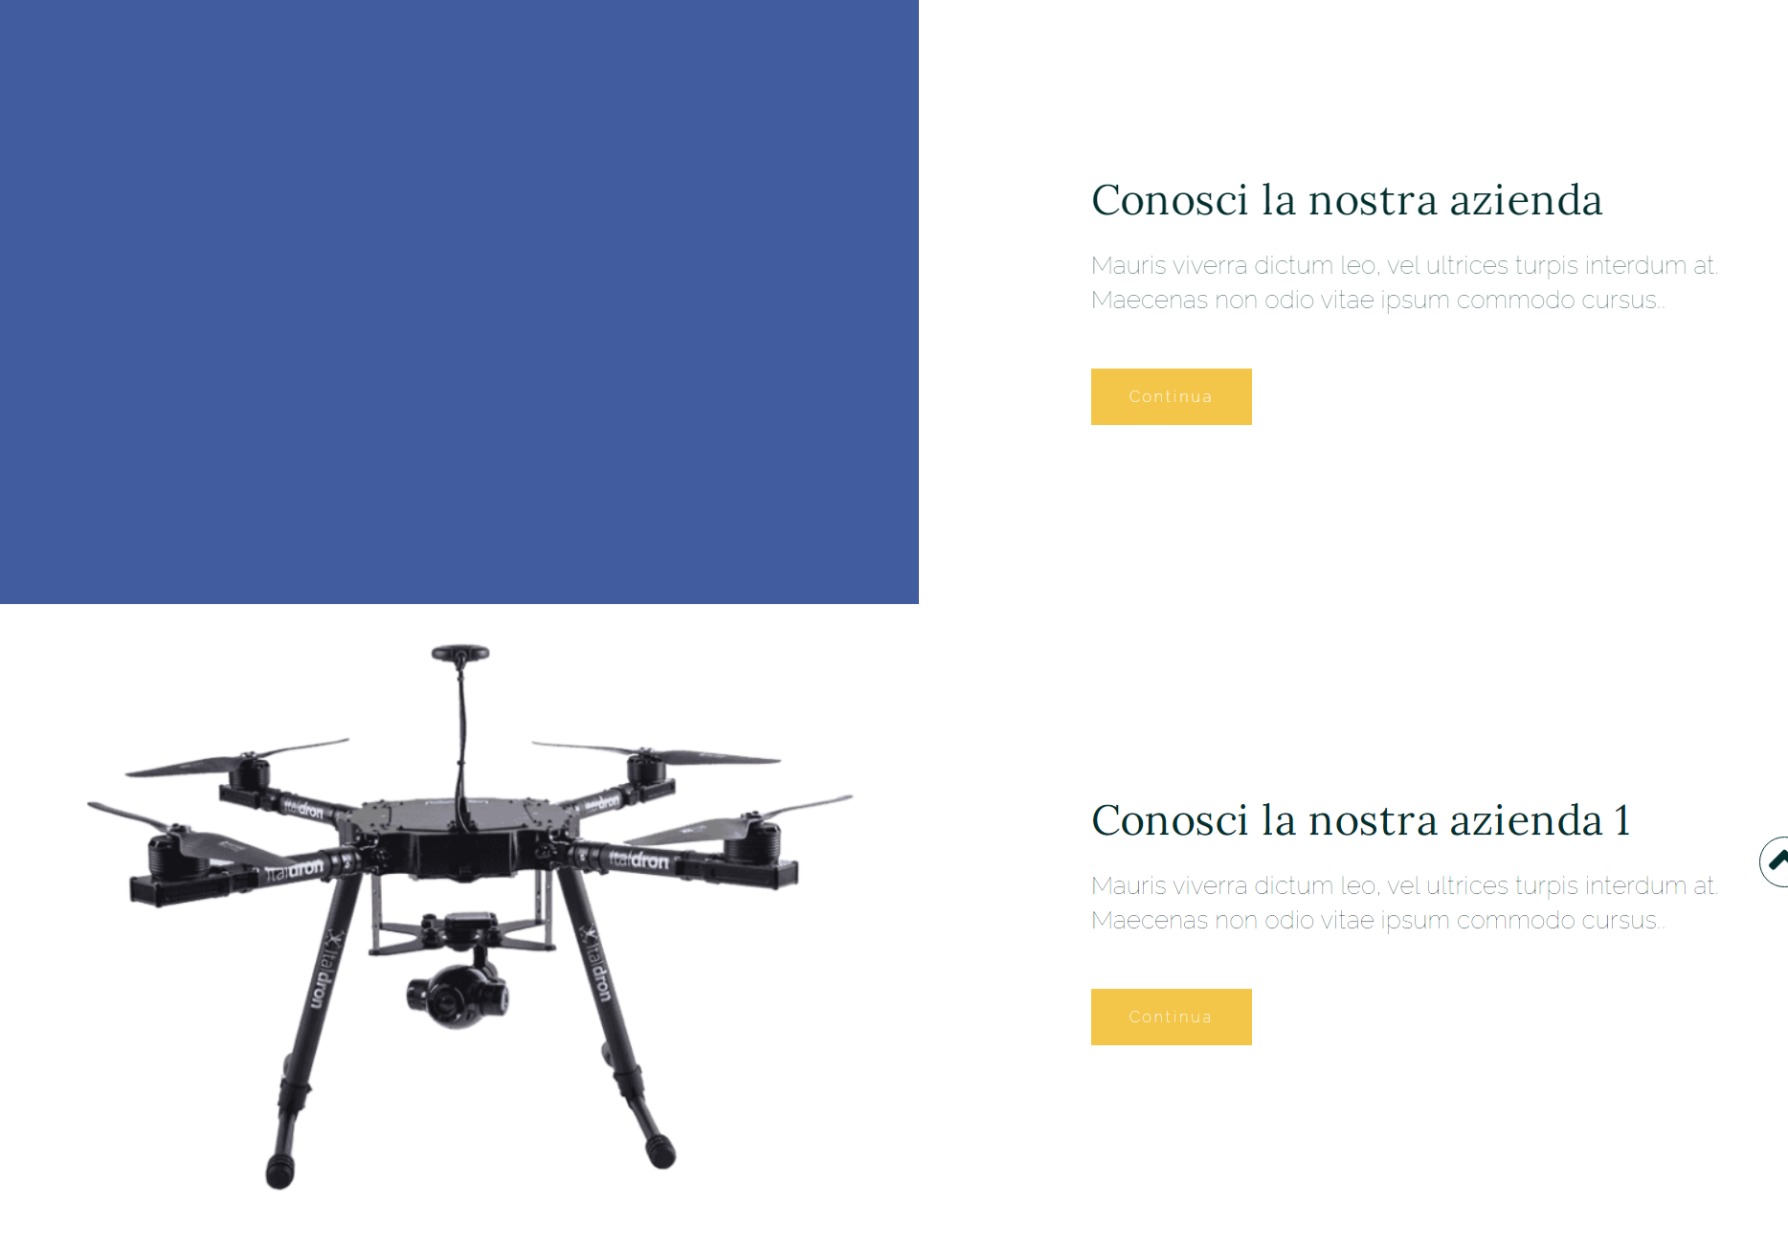 Conosci la nostra azienda
Mauris viverra dictum leo, vel ultrices turpis interdum at.
Maecenas non odio vitae ipsum commodo cursus..
Continua
italdron
italdron
italdron
italdron
italdron
italdron
Conosci la nostra azienda 1
Mauris viverra dictum leo, vel ultrices turpis interdum at.
Maecenas non odio vitae ipsum commodo cursus..
Continua